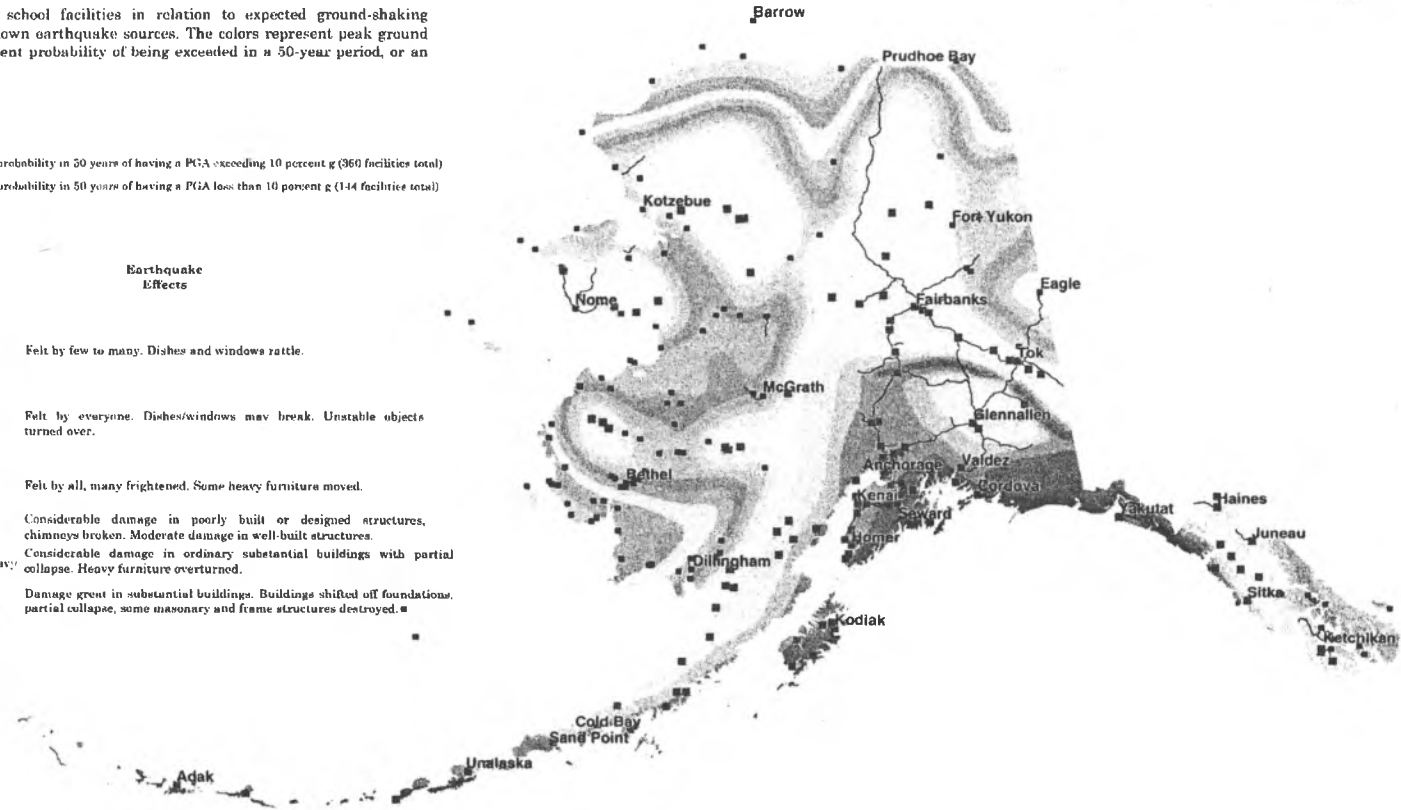 school facilities in relation to expected ground-shaking
own earthquake sources. The colors represent peak ground
ent probability of being exceeded in a 50-year period, or an
probability in 50 years of having a PGA exceeding 10 percent g (360 facilities total)
probability in 50 years of having a PGA less than 10 percent g (144 facilities total)
Earthquake
Effects
Felt by few to many. Dishes and windows rattle.
Felt by everyone. Dishes/windows may break. Unstable objects
turned over.
Felt by all, many frightened. Some heavy furniture moved.
Considerable damage in poorly built or designed structures,
chimneys broken. Moderate damage in well-built structures.
Considerable damage in ordinary substantial buildings with partial
avy collapse. Heavy furniture overturned.
Damage great in substantial buildings. Buildings shifted off foundations,
partial collapse, some masonary and frame structures destroyed.
Barrow
Prudhoe Bay
Kotzebue
Fort Yukon
Eagle
Nome
Fairbanks
Tok
McGrath
Glennallen
Bethel
Anchorage
Valdez
Cordova
Kenai
Seward
Yakutat
Haines
Homer
Juneau
Dillingham
Sitka
Kodiak
Ketchikan
Cold Bay
Sand Point
Unalaska
Adak